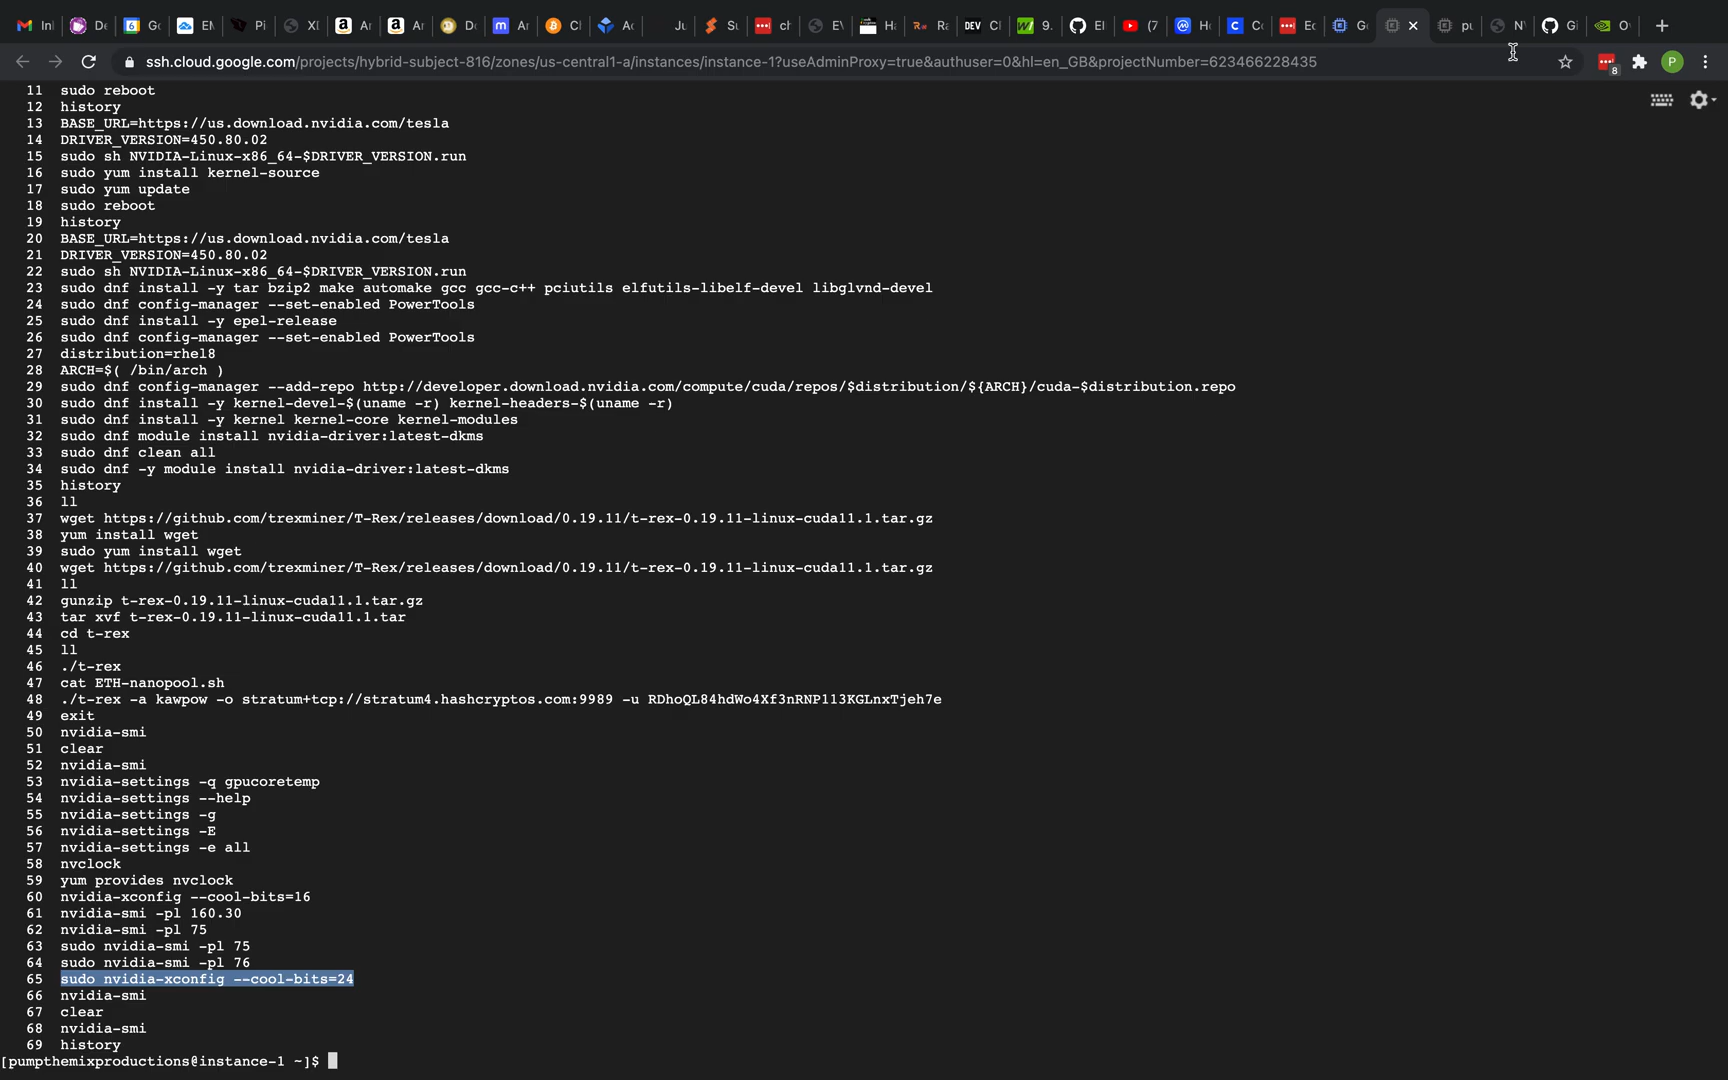 ssh.cloud.google.com/projects/hybrid-subject-816/zones/us-central1-a/instances/instance-1?useAdminProxy=true&authuser=0&hl=en_GB&projectNumber=623466228435
8
P
11 sudo reboot
12 history
13 BASE_URL=https://us.download.nvidia.com/tesla
14 DRIVER_VERSION=450.80.02
15 sudo sh NVIDIA-Linux-x86_64-$DRIVER_VERSION.run
16 sudo yum install kernel-source
17 sudo yum update
18 sudo reboot
19 history
20 BASE_URL=https://us.download.nvidia.com/tesla
21 DRIVER_VERSION=450.80.02
22 sudo sh NVIDIA-Linux-x86_64-$DRIVER_VERSION.run
23 sudo dnf install -y tar bzip2 make automake gcc gcc-c++ pciutils elfutils-libelf-devel libglvnd-devel
24 sudo dnf config-manager --set-enabled PowerTools
25 sudo dnf install -y epel-release
26 sudo dnf config-manager --set-enabled PowerTools
27 distribution=rhel8
28 ARCH=$( /bin/arch )
29 sudo dnf config-manager --add-repo http://developer.download.nvidia.com/compute/cuda/repos/$distribution/${ARCH}/cuda-$distribution.repo
30 sudo dnf install -y kernel-devel-$(uname -r) kernel-headers-$(uname -r)
31 sudo dnf install -y kernel kernel-core kernel-modules
32 sudo dnf module install nvidia-driver:latest-dkms
33 sudo dnf clean all
34 sudo dnf -y module install nvidia-driver:latest-dkms
35 history
36 ll
37 wget https://github.com/trexminer/T-Rex/releases/download/0.19.11/t-rex-0.19.11-linux-cuda11.1.tar.gz
38 yum install wget
39 sudo yum install wget
40 wget https://github.com/trexminer/T-Rex/releases/download/0.19.11/t-rex-0.19.11-linux-cuda11.1.tar.gz
41 ll
42 gunzip t-rex-0.19.11-linux-cuda11.1.tar.gz
43 tar xvf t-rex-0.19.11-linux-cuda11.1.tar
44 cd t-rex
45 ll
46 ./t-rex
47 cat ETH-nanopool.sh
48 ./t-rex -a kawpow -o stratum+tcp://stratum4.hashcryptos.com:9989 -u RDhoQL84hdWo4Xf3nRNP113KGLnxTjeh7e
49 exit
50 nvidia-smi
51 clear
52 nvidia-smi
53 nvidia-settings -q gpucoretemp
54 nvidia-settings --help
55 nvidia-settings -g
56 nvidia-settings -E
57 nvidia-settings -e all
58 nvclock
59 yum provides nvclock
60 nvidia-xconfig --cool-bits=16
61 nvidia-smi -pl 160.30
62 nvidia-smi -pl 75
63 sudo nvidia-smi -pl 75
64 sudo nvidia-smi -pl 76
65 sudo nvidia-xconfig --cool-bits=24
66 nvidia-smi
67 clear
68 nvidia-smi
69 history
[pumpthemixproductions@instance-1 ~]$